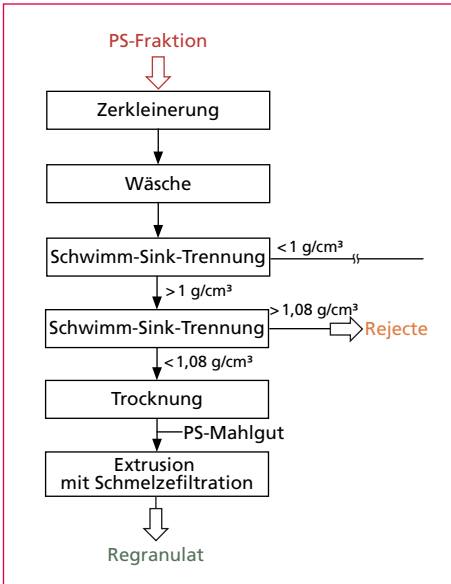 PS-Fraktion
Zerkleinerung
Wäsche
Schwimm-Sink-Trennung
< 1 g/cm³
> 1 g/cm³
> 1,08 g/cm³
Schwimm-Sink-Trennung
Rejecte
< 1,08 g/cm³
Trocknung
PS-Mahlgut
Extrusion
mit Schmelzefiltration
Regranulat